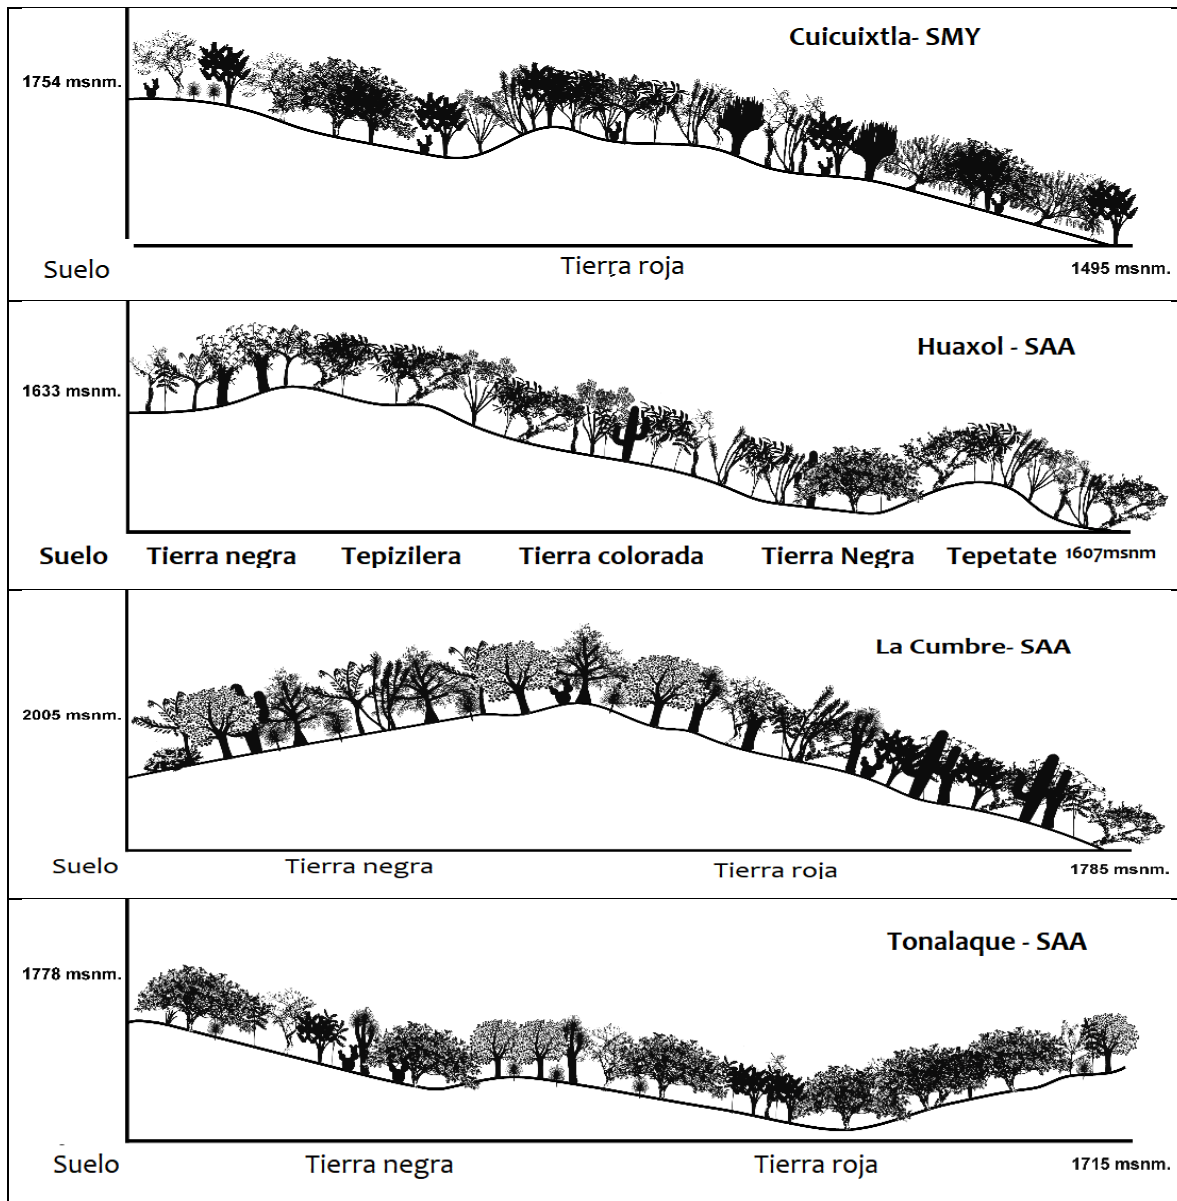 Cuicuixtla- SMY
1754 msnm.
Suelo
Tierra roja
1495 msnm.
Huaxol - SAA
1633 msnm.
Suelo Tierra negra Tepizilera Tierra colorada Tierra Negra Tepetate 1607msnm
La Cumbre- SAA
2005 msnm.
Suelo
Tierra negra
Tierra roja
1785 msnm.
Tonalaque - SAA
1778 msnm.
Suelo
Tierra negra
Tierra roja
1715 msnm.